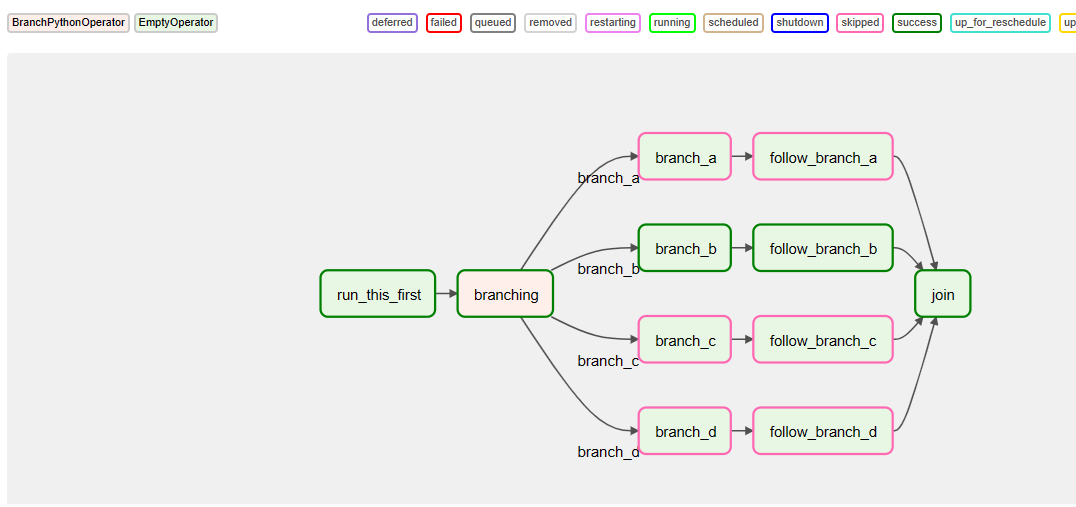 BranchPythonOperator EmptyOperator deferred failed queued removed restarting running scheduled shutdown skipped success up_for_reschedule up
branch_a follow_branch_a
branch_a
branch_b follow_branch_b
branch_b
run_this_first branching join
branch_c follow_branch_c
branch_c
branch_d follow_branch_d
branch_d